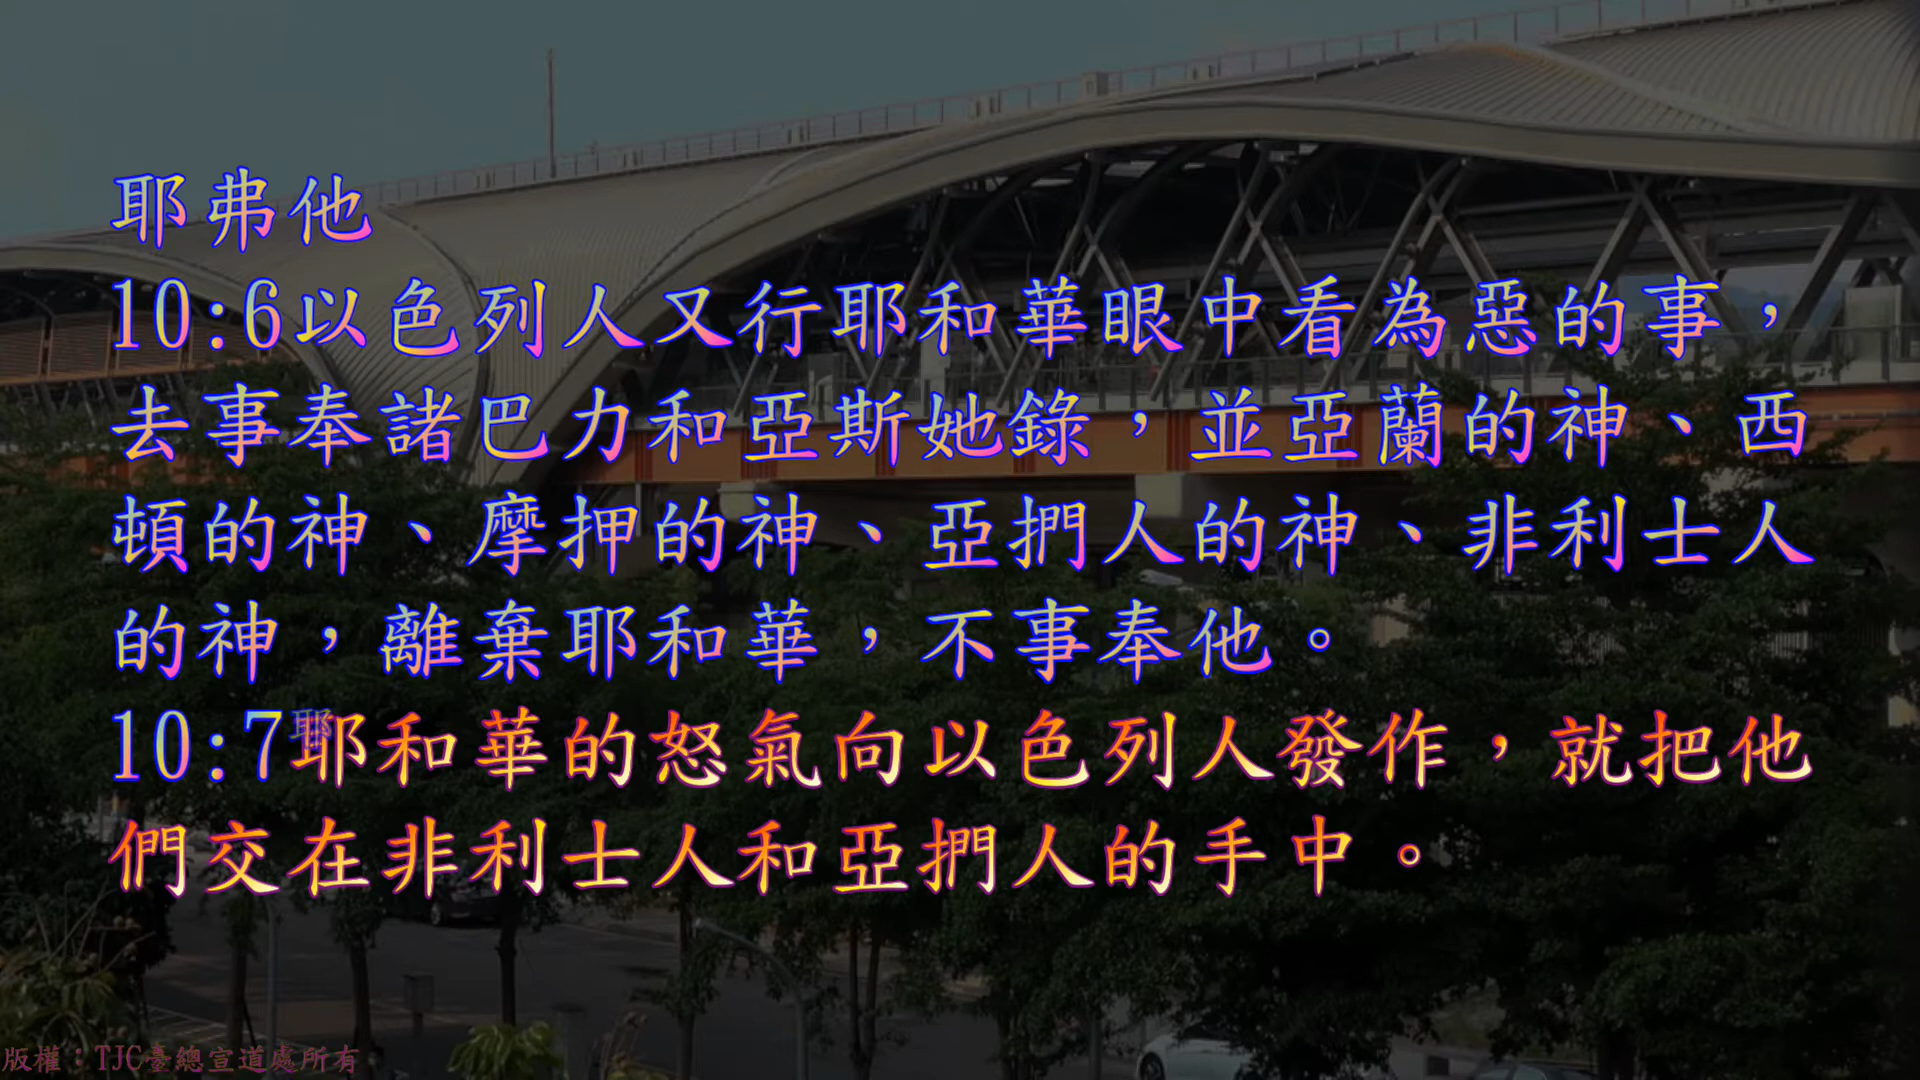 耶弗他
10:6以色列人又行耶和華眼中看為惡的事，
去事奉諸巴力和亞斯她錄，並亞蘭的神、西
頓的神、摩押的神、亞捫人的神、非利士人
的神，離棄耶和華，不事奉他。
10:7耶和華的怒氣向以色列人發作，就把他
們交在非利士人和亞捫人的手中。
版權：TJC臺總宣道處所有